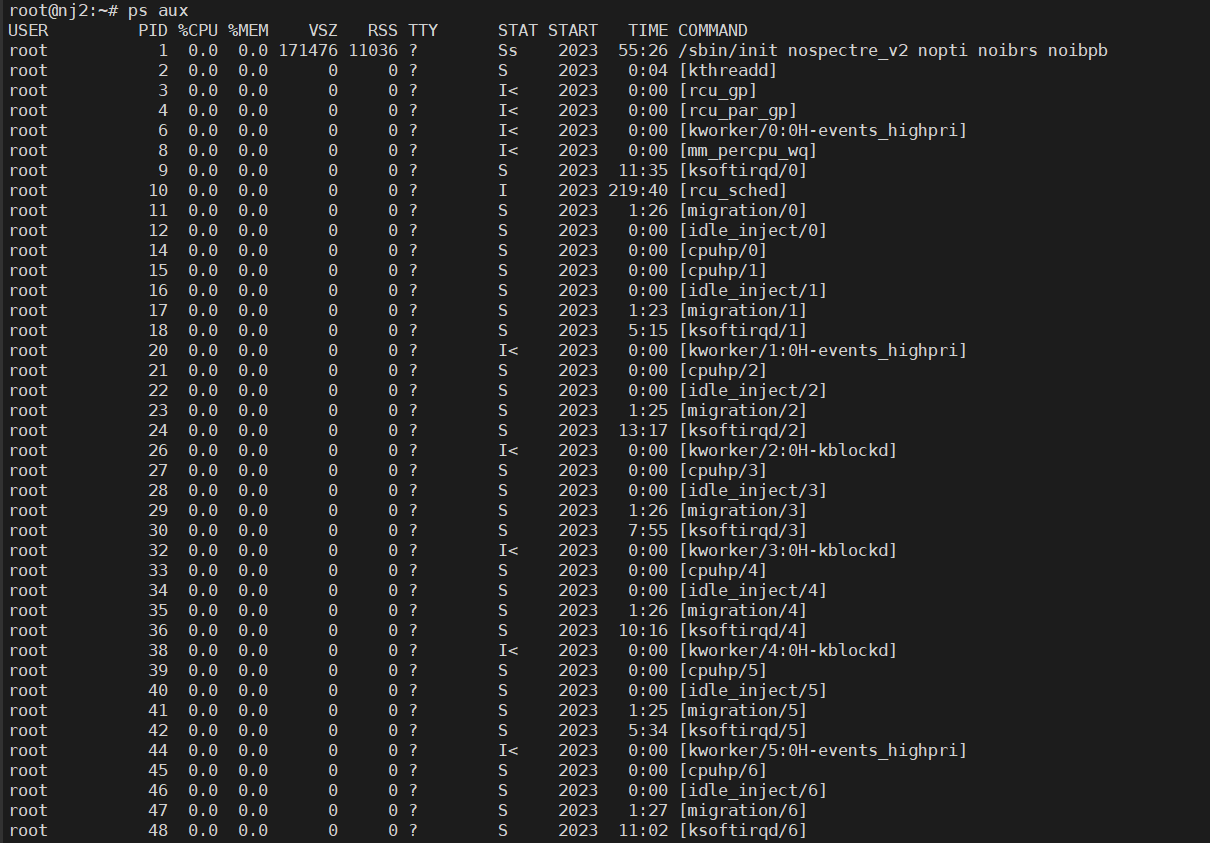 root@nj2:~# ps aux
USER         PID %CPU %MEM    VSZ   RSS TTY        STAT START   TIME COMMAND
root           1  0.0  0.0 171476 11036 ?        Ss    2023  55:26 /sbin/init nospectre_v2 nopti noibrs noibpb
root           2  0.0  0.0      0     0 ?        S     2023   0:04 [kthreadd]
root           3  0.0  0.0      0     0 ?        I<    2023   0:00 [rcu_gp]
root           4  0.0  0.0      0     0 ?        I<    2023   0:00 [rcu_par_gp]
root           6  0.0  0.0      0     0 ?        I<    2023   0:00 [kworker/0:0H-events_highpri]
root           8  0.0  0.0      0     0 ?        I<    2023   0:00 [mm_percpu_wq]
root           9  0.0  0.0      0     0 ?        S     2023  11:35 [ksoftirqd/0]
root          10  0.0  0.0      0     0 ?        I     2023 219:40 [rcu_sched]
root          11  0.0  0.0      0     0 ?        S     2023   1:26 [migration/0]
root          12  0.0  0.0      0     0 ?        S     2023   0:00 [idle_inject/0]
root          14  0.0  0.0      0     0 ?        S     2023   0:00 [cpuhp/0]
root          15  0.0  0.0      0     0 ?        S     2023   0:00 [cpuhp/1]
root          16  0.0  0.0      0     0 ?        S     2023   0:00 [idle_inject/1]
root          17  0.0  0.0      0     0 ?        S     2023   1:23 [migration/1]
root          18  0.0  0.0      0     0 ?        S     2023   5:15 [ksoftirqd/1]
root          20  0.0  0.0      0     0 ?        I<    2023   0:00 [kworker/1:0H-events_highpri]
root          21  0.0  0.0      0     0 ?        S     2023   0:00 [cpuhp/2]
root          22  0.0  0.0      0     0 ?        S     2023   0:00 [idle_inject/2]
root          23  0.0  0.0      0     0 ?        S     2023   1:25 [migration/2]
root          24  0.0  0.0      0     0 ?        S     2023  13:17 [ksoftirqd/2]
root          26  0.0  0.0      0     0 ?        I<    2023   0:00 [kworker/2:0H-kblockd]
root          27  0.0  0.0      0     0 ?        S     2023   0:00 [cpuhp/3]
root          28  0.0  0.0      0     0 ?        S     2023   0:00 [idle_inject/3]
root          29  0.0  0.0      0     0 ?        S     2023   1:26 [migration/3]
root          30  0.0  0.0      0     0 ?        S     2023   7:55 [ksoftirqd/3]
root          32  0.0  0.0      0     0 ?        I<    2023   0:00 [kworker/3:0H-kblockd]
root          33  0.0  0.0      0     0 ?        S     2023   0:00 [cpuhp/4]
root          34  0.0  0.0      0     0 ?        S     2023   0:00 [idle_inject/4]
root          35  0.0  0.0      0     0 ?        S     2023   1:26 [migration/4]
root          36  0.0  0.0      0     0 ?        S     2023  10:16 [ksoftirqd/4]
root          38  0.0  0.0      0     0 ?        I<    2023   0:00 [kworker/4:0H-kblockd]
root          39  0.0  0.0      0     0 ?        S     2023   0:00 [cpuhp/5]
root          40  0.0  0.0      0     0 ?        S     2023   0:00 [idle_inject/5]
root          41  0.0  0.0      0     0 ?        S     2023   1:25 [migration/5]
root          42  0.0  0.0      0     0 ?        S     2023   5:34 [ksoftirqd/5]
root          44  0.0  0.0      0     0 ?        I<    2023   0:00 [kworker/5:0H-events_highpri]
root          45  0.0  0.0      0     0 ?        S     2023   0:00 [cpuhp/6]
root          46  0.0  0.0      0     0 ?        S     2023   0:00 [idle_inject/6]
root          47  0.0  0.0      0     0 ?        S     2023   1:27 [migration/6]
root          48  0.0  0.0      0     0 ?        S     2023  11:02 [ksoftirqd/6]